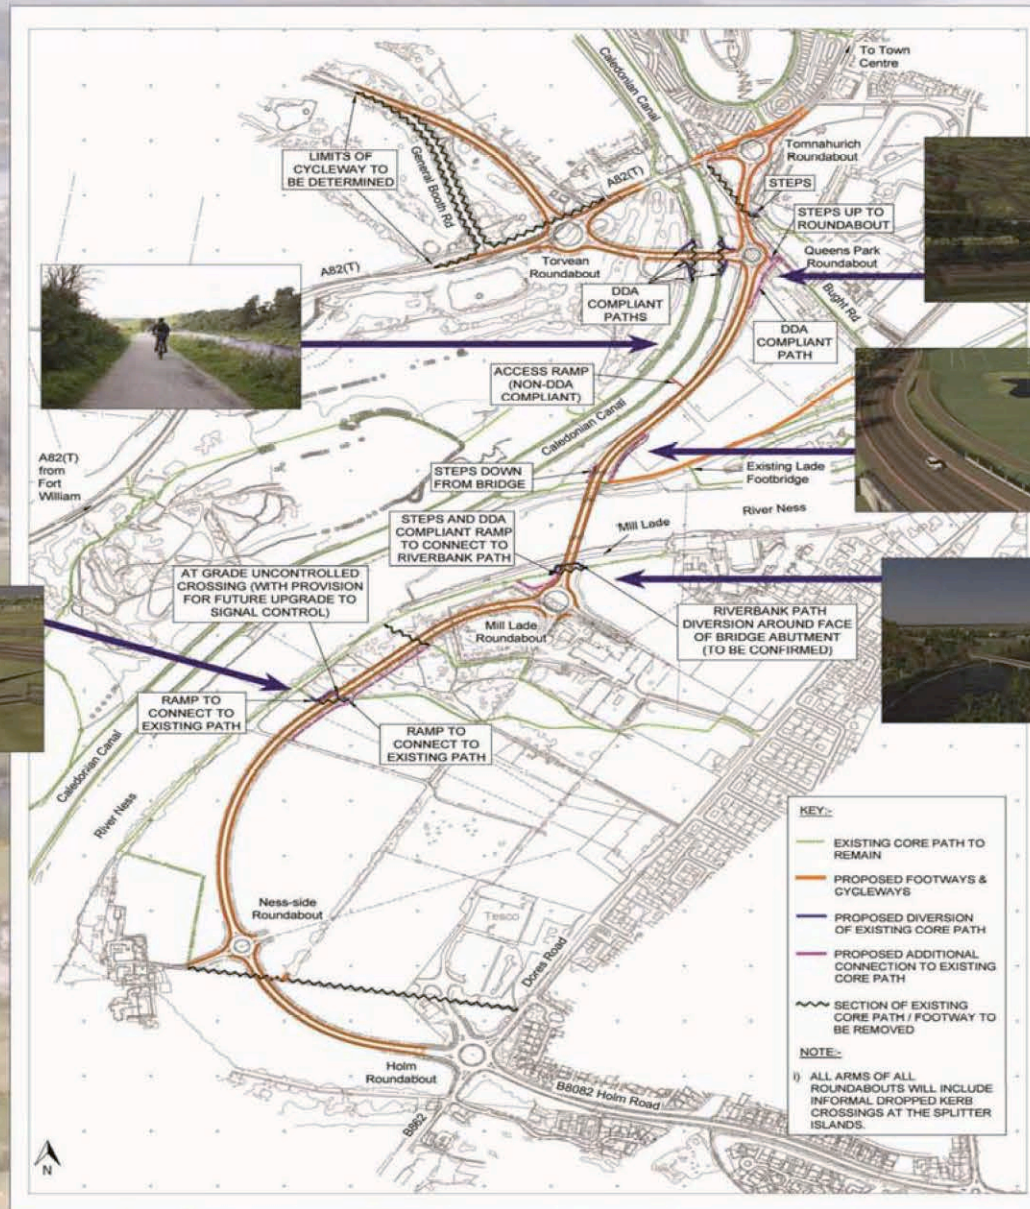 To Town
Centre
Caledonian Canal
Tomnahurich
Roundabout
LIMITS OF
CYCLEWAY TO
BE DETERMINED
General Booth Rd
A82(T)
STEPS
STEPS UP TO
ROUNDABOUT
Queens Park
Roundabout
A82(T)
Torvean
Roundabout
DDA
COMPLIANT
PATHS
Bught Rd
DDA
COMPLIANT
PATH
ACCESS RAMP
(NON-DDA
COMPLIANT)
Caledonian Canal
A82(T)
from
Fort
William
STEPS DOWN
FROM BRIDGE
Existing Lade
Footbridge
River Ness
Mill Lade
STEPS AND DDA
COMPLIANT RAMP
TO CONNECT TO
RIVERBANK PATH
AT GRADE UNCONTROLLED
CROSSING (WITH PROVISION
FOR FUTURE UPGRADE TO
SIGNAL CONTROL)
Mill Lade
Roundabout
RIVERBANK PATH
DIVERSION AROUND FACE
OF BRIDGE ABUTMENT
(TO BE CONFIRMED)
RAMP TO
CONNECT TO
EXISTING PATH
RAMP TO
CONNECT TO
EXISTING PATH
Caledonian Canal
River Ness
Ness-side
Roundabout
Tesco
Dores Road
Holm
Roundabout
B8082 Holm Road
B862
N
KEY:-
EXISTING CORE PATH TO
REMAIN
PROPOSED FOOTWAYS &
CYCLEWAYS
PROPOSED DIVERSION
OF EXISTING CORE PATH
PROPOSED ADDITIONAL
CONNECTION TO EXISTING
CORE PATH
SECTION OF EXISTING
CORE PATH / FOOTWAY TO
BE REMOVED
NOTE:-
i) ALL ARMS OF ALL
ROUNDABOUTS WILL INCLUDE
INFORMAL DROPPED KERB
CROSSINGS AT THE SPLITTER
ISLANDS.